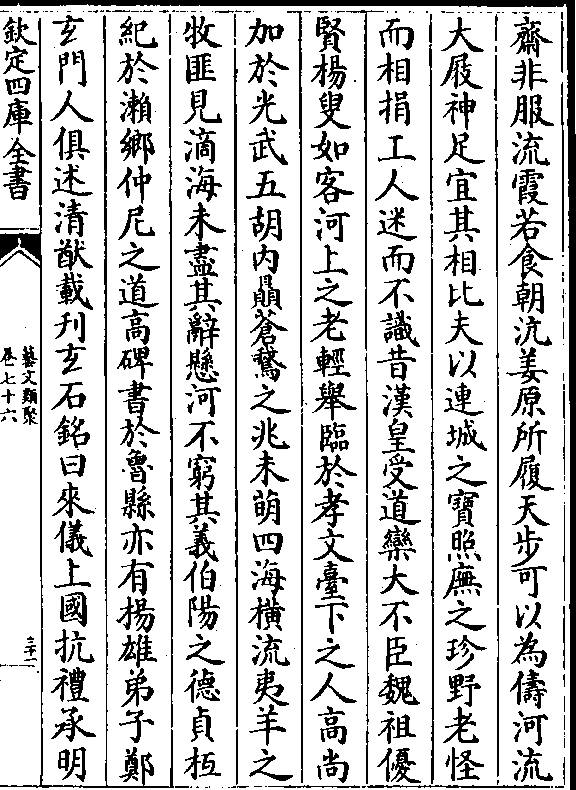 齋非服流霞若食朝沆姜原所履天步可以為儔河流
大屐神足宜其相比夫以連城之寶照廡之珍野老怪
而相捐工人迷而不識昔漢皇受道欒大不臣魏祖優
賢楊叟如客河上之老輕舉臨於孝文臺下之人高尚
加於光武五胡内贔蒼鵞之兆未萌四海横流夷羊之
牧匪見滴海未盡其辭懸河不窮其義伯陽之德貞柾
紀於瀬鄉仲尼之道高碑書於魯縣亦有楊雄弟子鄭
玄門人俱述清猷載刋玄石銘曰來儀上國抗禮承明
欽定四庫全書
藝文類聚
卷七十六
三十一